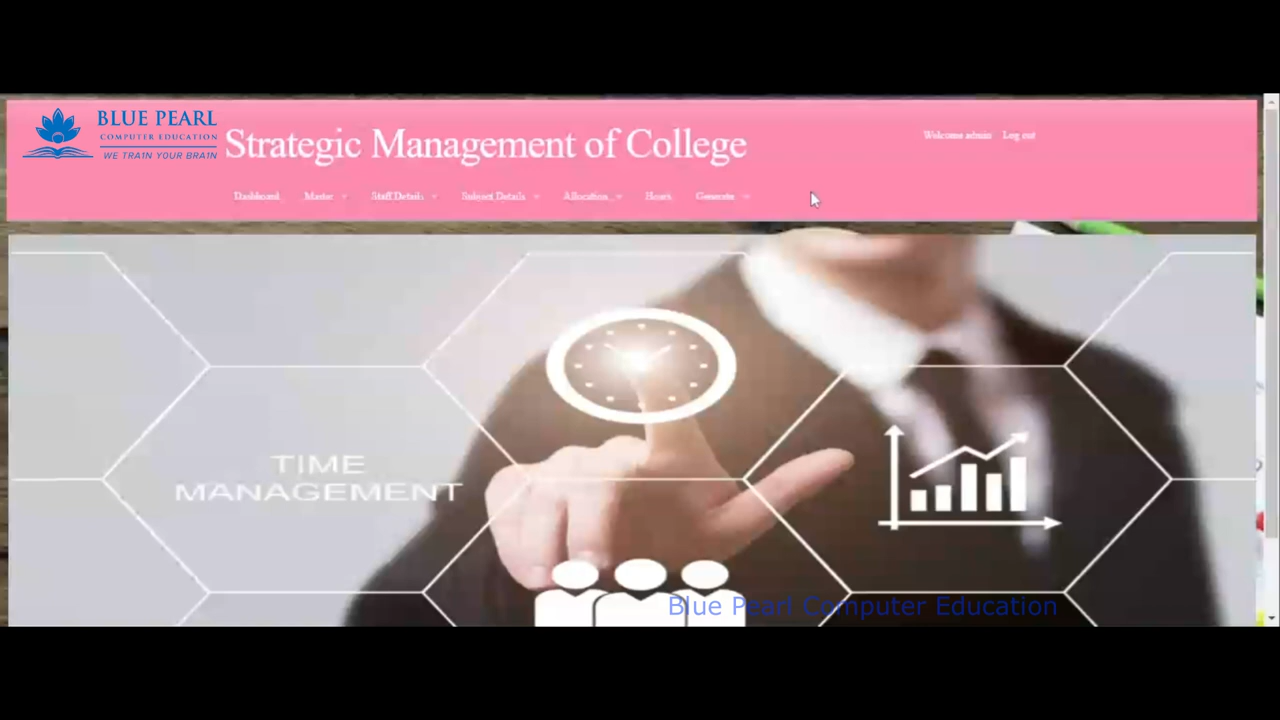 BLUE PEARL
COMPUTER EDUCATION
WE TRAIN YOUR BRAIN
Strategic Management of College
Welcome admin Log out
Dashboard Master Staff Details Subject Details Allocation Hours Generate
TIME
MANAGEMENT
Blue Pearl Computer Education